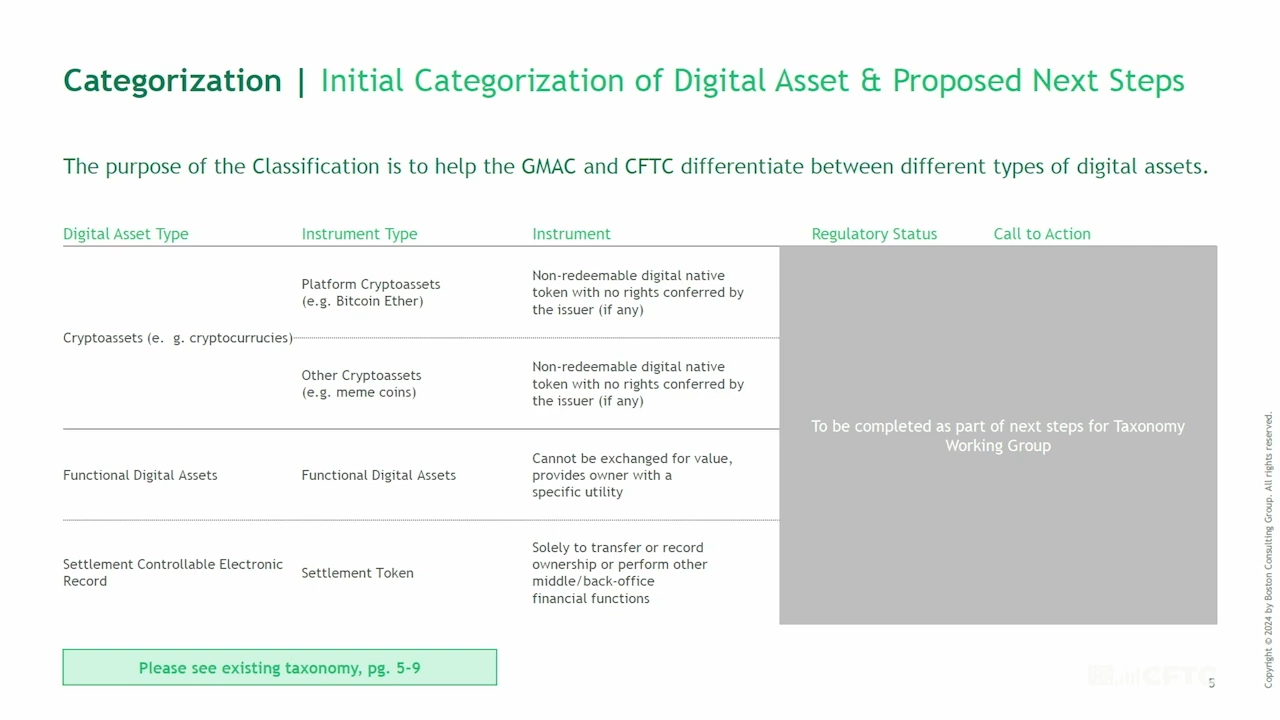 Categorization | Initial Categorization of Digital Asset & Proposed Next Steps
The purpose of the Classification is to help the GMAC and CFTC differentiate between different types of digital assets.
Digital Asset Type
Instrument Type
Instrument
Regulatory Status
Call to Action
Cryptoassets (e.  g. cryptocurrucies)
Platform Cryptoassets
(e.g. Bitcoin Ether)
Non-redeemable digital native
token with no rights conferred by
the issuer (if any)
Other Cryptoassets
(e.g. meme coins)
Non-redeemable digital native
token with no rights conferred by
the issuer (if any)
Functional Digital Assets
Functional Digital Assets
Cannot be exchanged for value,
provides owner with a
specific utility
Settlement Controllable Electronic
Record
Settlement Token
Solely to transfer or record
ownership or perform other
middle/back-office
financial functions
To be completed as part of next steps for Taxonomy
Working Group
Please see existing taxonomy, pg. 5-9
CFTC
5
Copyright © 2024 by Boston Consulting Group. All rights reserved.